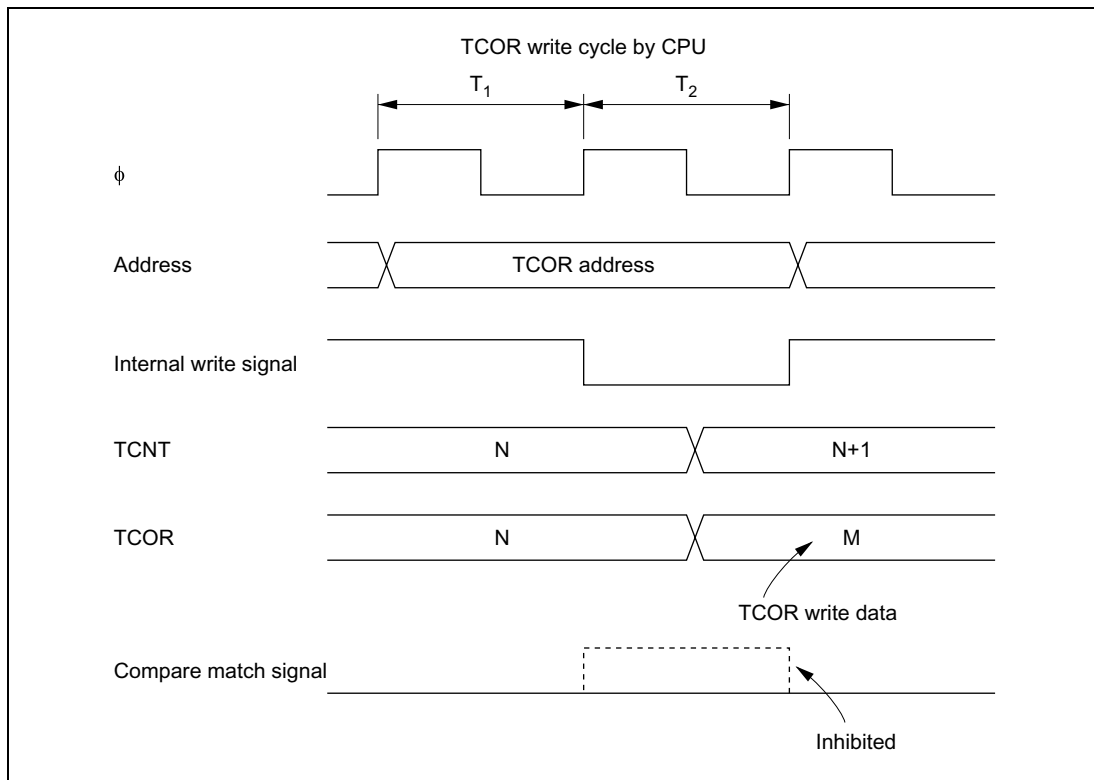 TCOR write cycle by CPU
T1 T2
φ
Address TCOR address
Internal write signal
TCNT N N+1
TCOR N M
TCOR write data
Compare match signal
Inhibited